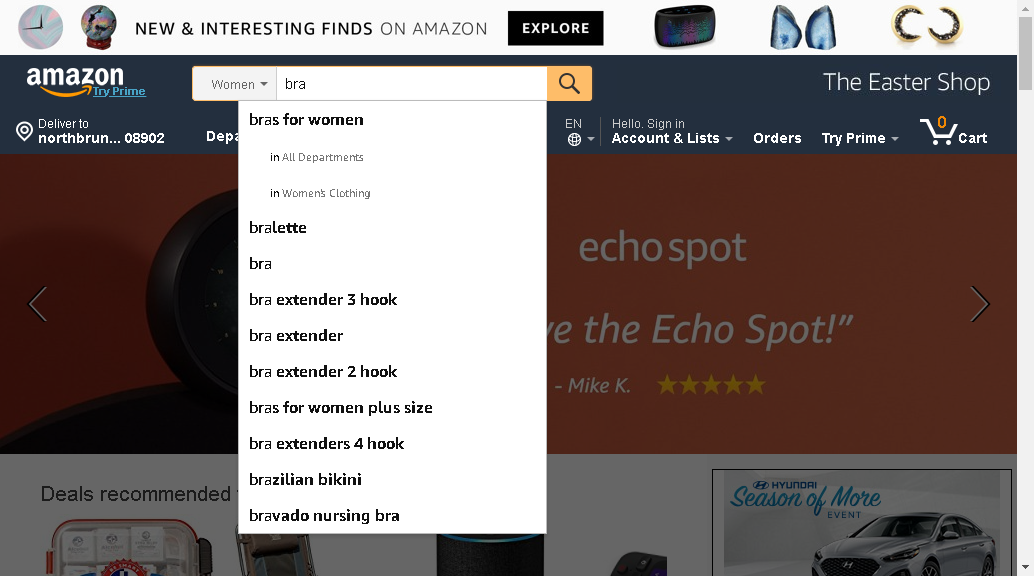 NEW & INTERESTING FINDS ON AMAZON EXPLORE
amazon
Try Prime
Women bra
The Easter Shop
Deliver to
northbrun... 08902
Depa
EN
Hello. Sign in
Account & Lists
Orders
Try Prime
0
Cart
bras for women
in All Departments
in Women's Clothing
bralette
bra
bra extender 3 hook
bra extender
bra extender 2 hook
bras for women plus size
bra extenders 4 hook
brazilian bikini
bravado nursing bra
echo spot
ve the Echo Spot!”
- Mike K.
Deals recommended
HYUNDAI
Season of More
EVENT